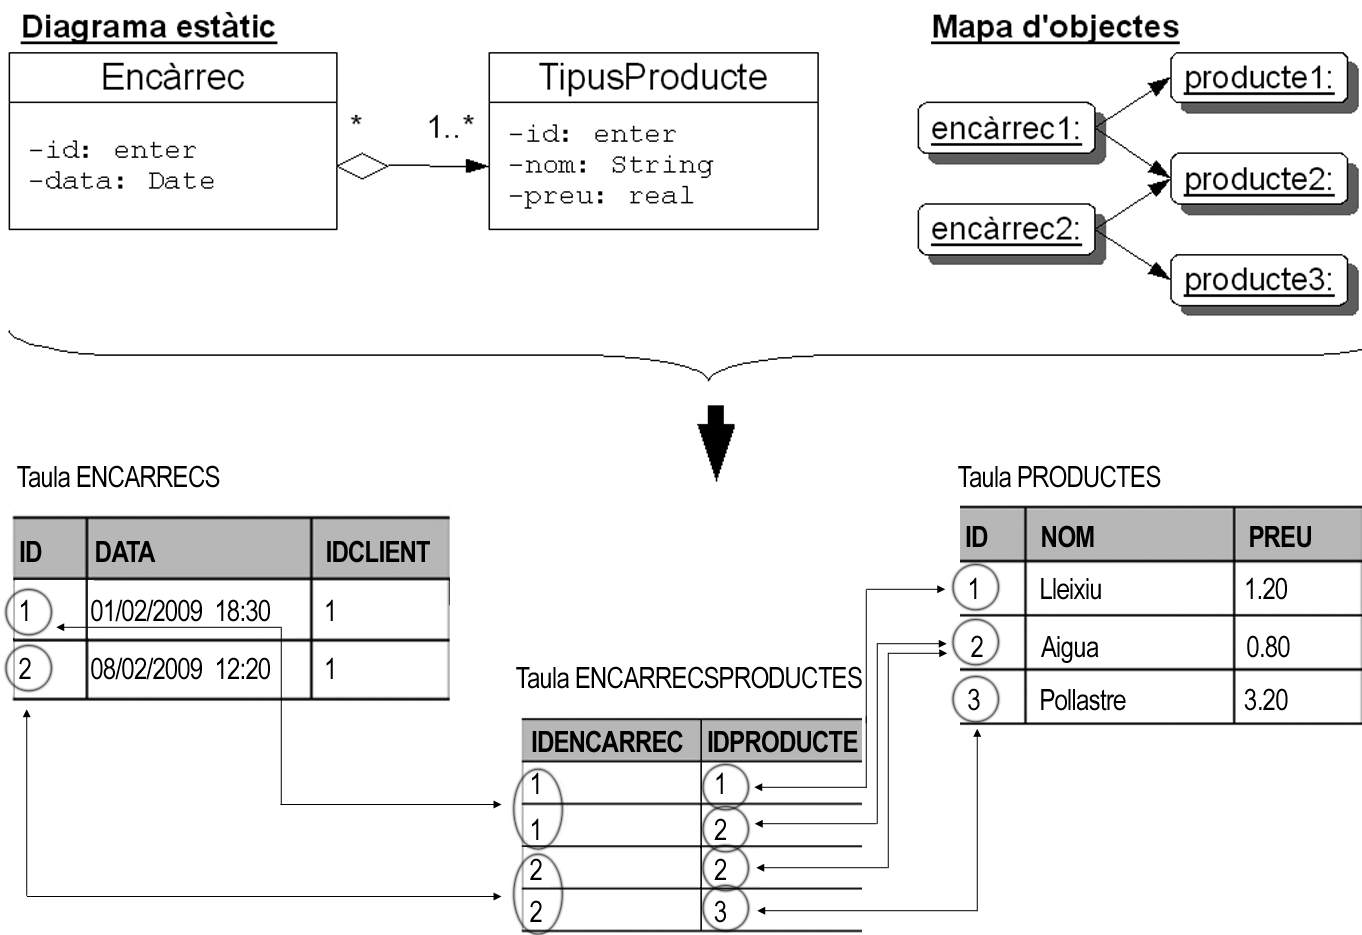 Diagrama estàtic
Mapa d'objectes
Encàrrec
-id: enter
-data: Date
*
1..*
TipusProducte
-id: enter
-nom: String
-preu: real
encàrrec1:
encàrrec2:
producte1:
producte2:
producte3:
Taula ENCARRECS
ID DATA IDCLIENT
1 01/02/2009 18:30 1
2 08/02/2009 12:20 1
Taula PRODUCTES
ID NOM PREU
1 Lleixiu 1.20
2 Aigua 0.80
3 Pollastre 3.20
Taula ENCARRECSPRODUCTES
IDENCARREC IDPRODUCTE
1 1
1 2
2 2
2 3